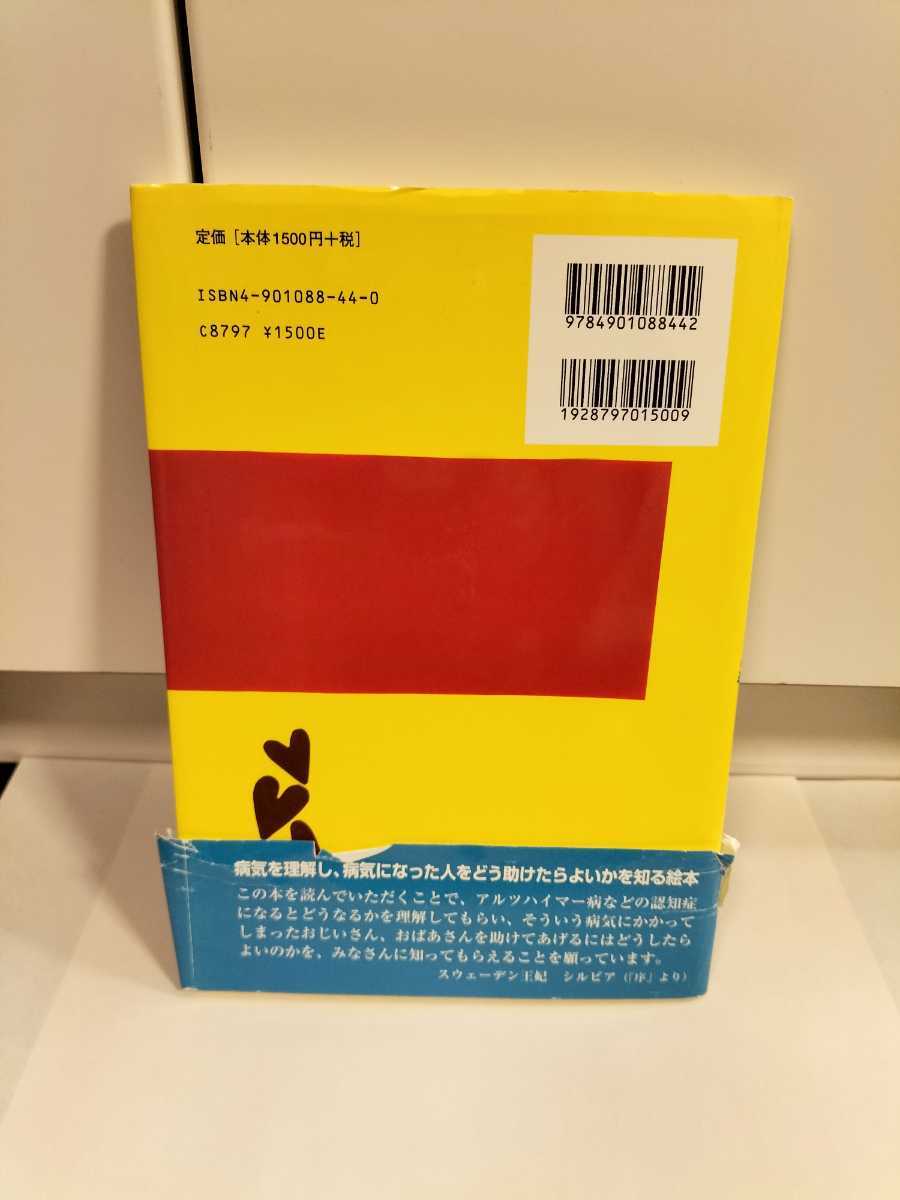 定価［本体1500円＋税］
ISBN4-901088-44-0
C8797 ¥1500E
9784901088442
1928797015009
病気を理解し、病気になった人をどう助けたらよいかを知る絵本
この本を読んでいただくことで、アルツハイマー病などの認知症
になるとどうなるかを理解してもらい、そういう病気にかかって
しまったおじいさん、おばあさんを助けてあげるにはどうしたら
よいのかを、みなさんに知ってもらえることを願っています。
スウェーデン王妃　シルビア（『序』より）